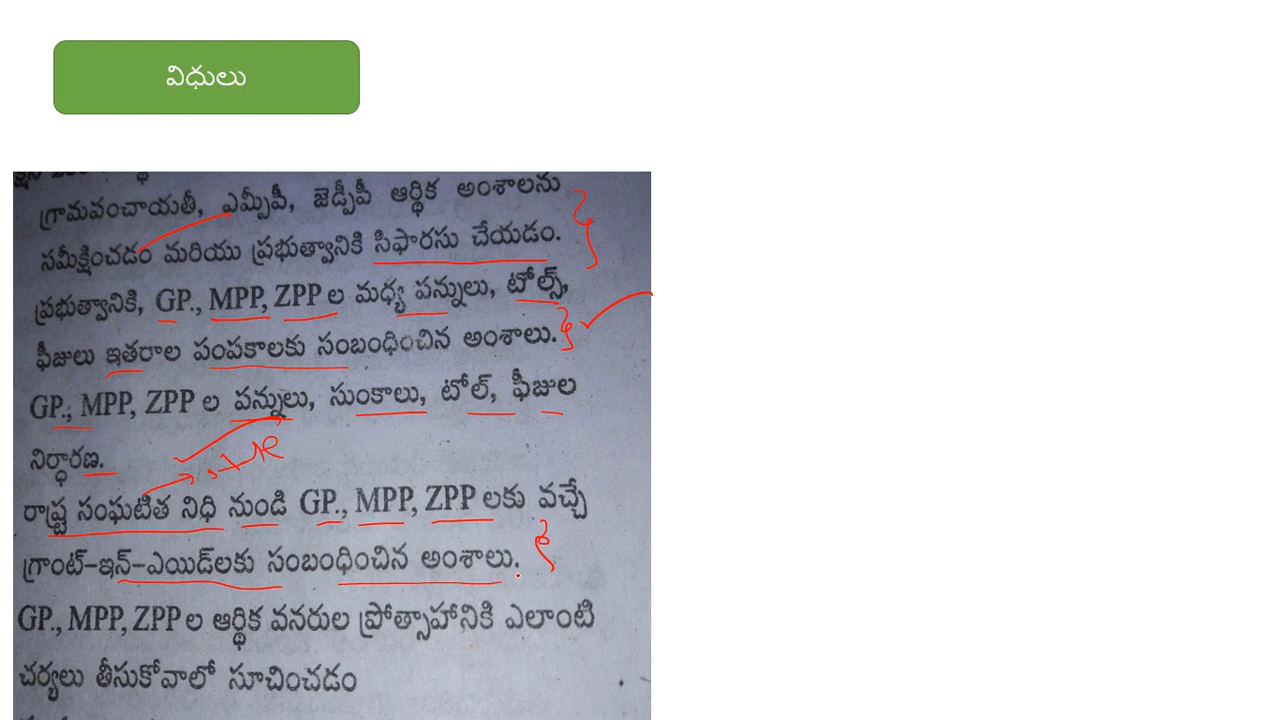 విధులు
గ్రామపంచాయతీ, ఎమ్పీపీ, జెడ్పీపీ ఆర్థిక అంశాలను
సమీక్షించడం మరియు ప్రభుత్వానికి సిఫారసు చేయడం.
ప్రభుత్వానికి, GP., MPP, ZPP ల మధ్య పన్నులు, టోల్స్,
ఫీజులు ఇతరాల పంపకాలకు సంబంధించిన అంశాలు.
GP., MPP, ZPP ల పన్నులు, సుంకాలు, టోల్, ఫీజుల
నిర్ధారణ.
రాష్ట్ర సంఘటిత నిధి నుండి GP., MPP, ZPP లకు వచ్చే
గ్రాంట్-ఇన్-ఎయిడ్‌లకు సంబంధించిన అంశాలు.
GP., MPP, ZPP ల ఆర్థిక వనరుల ప్రోత్సాహానికి ఎలాంటి
చర్యలు తీసుకోవాలో సూచించడం